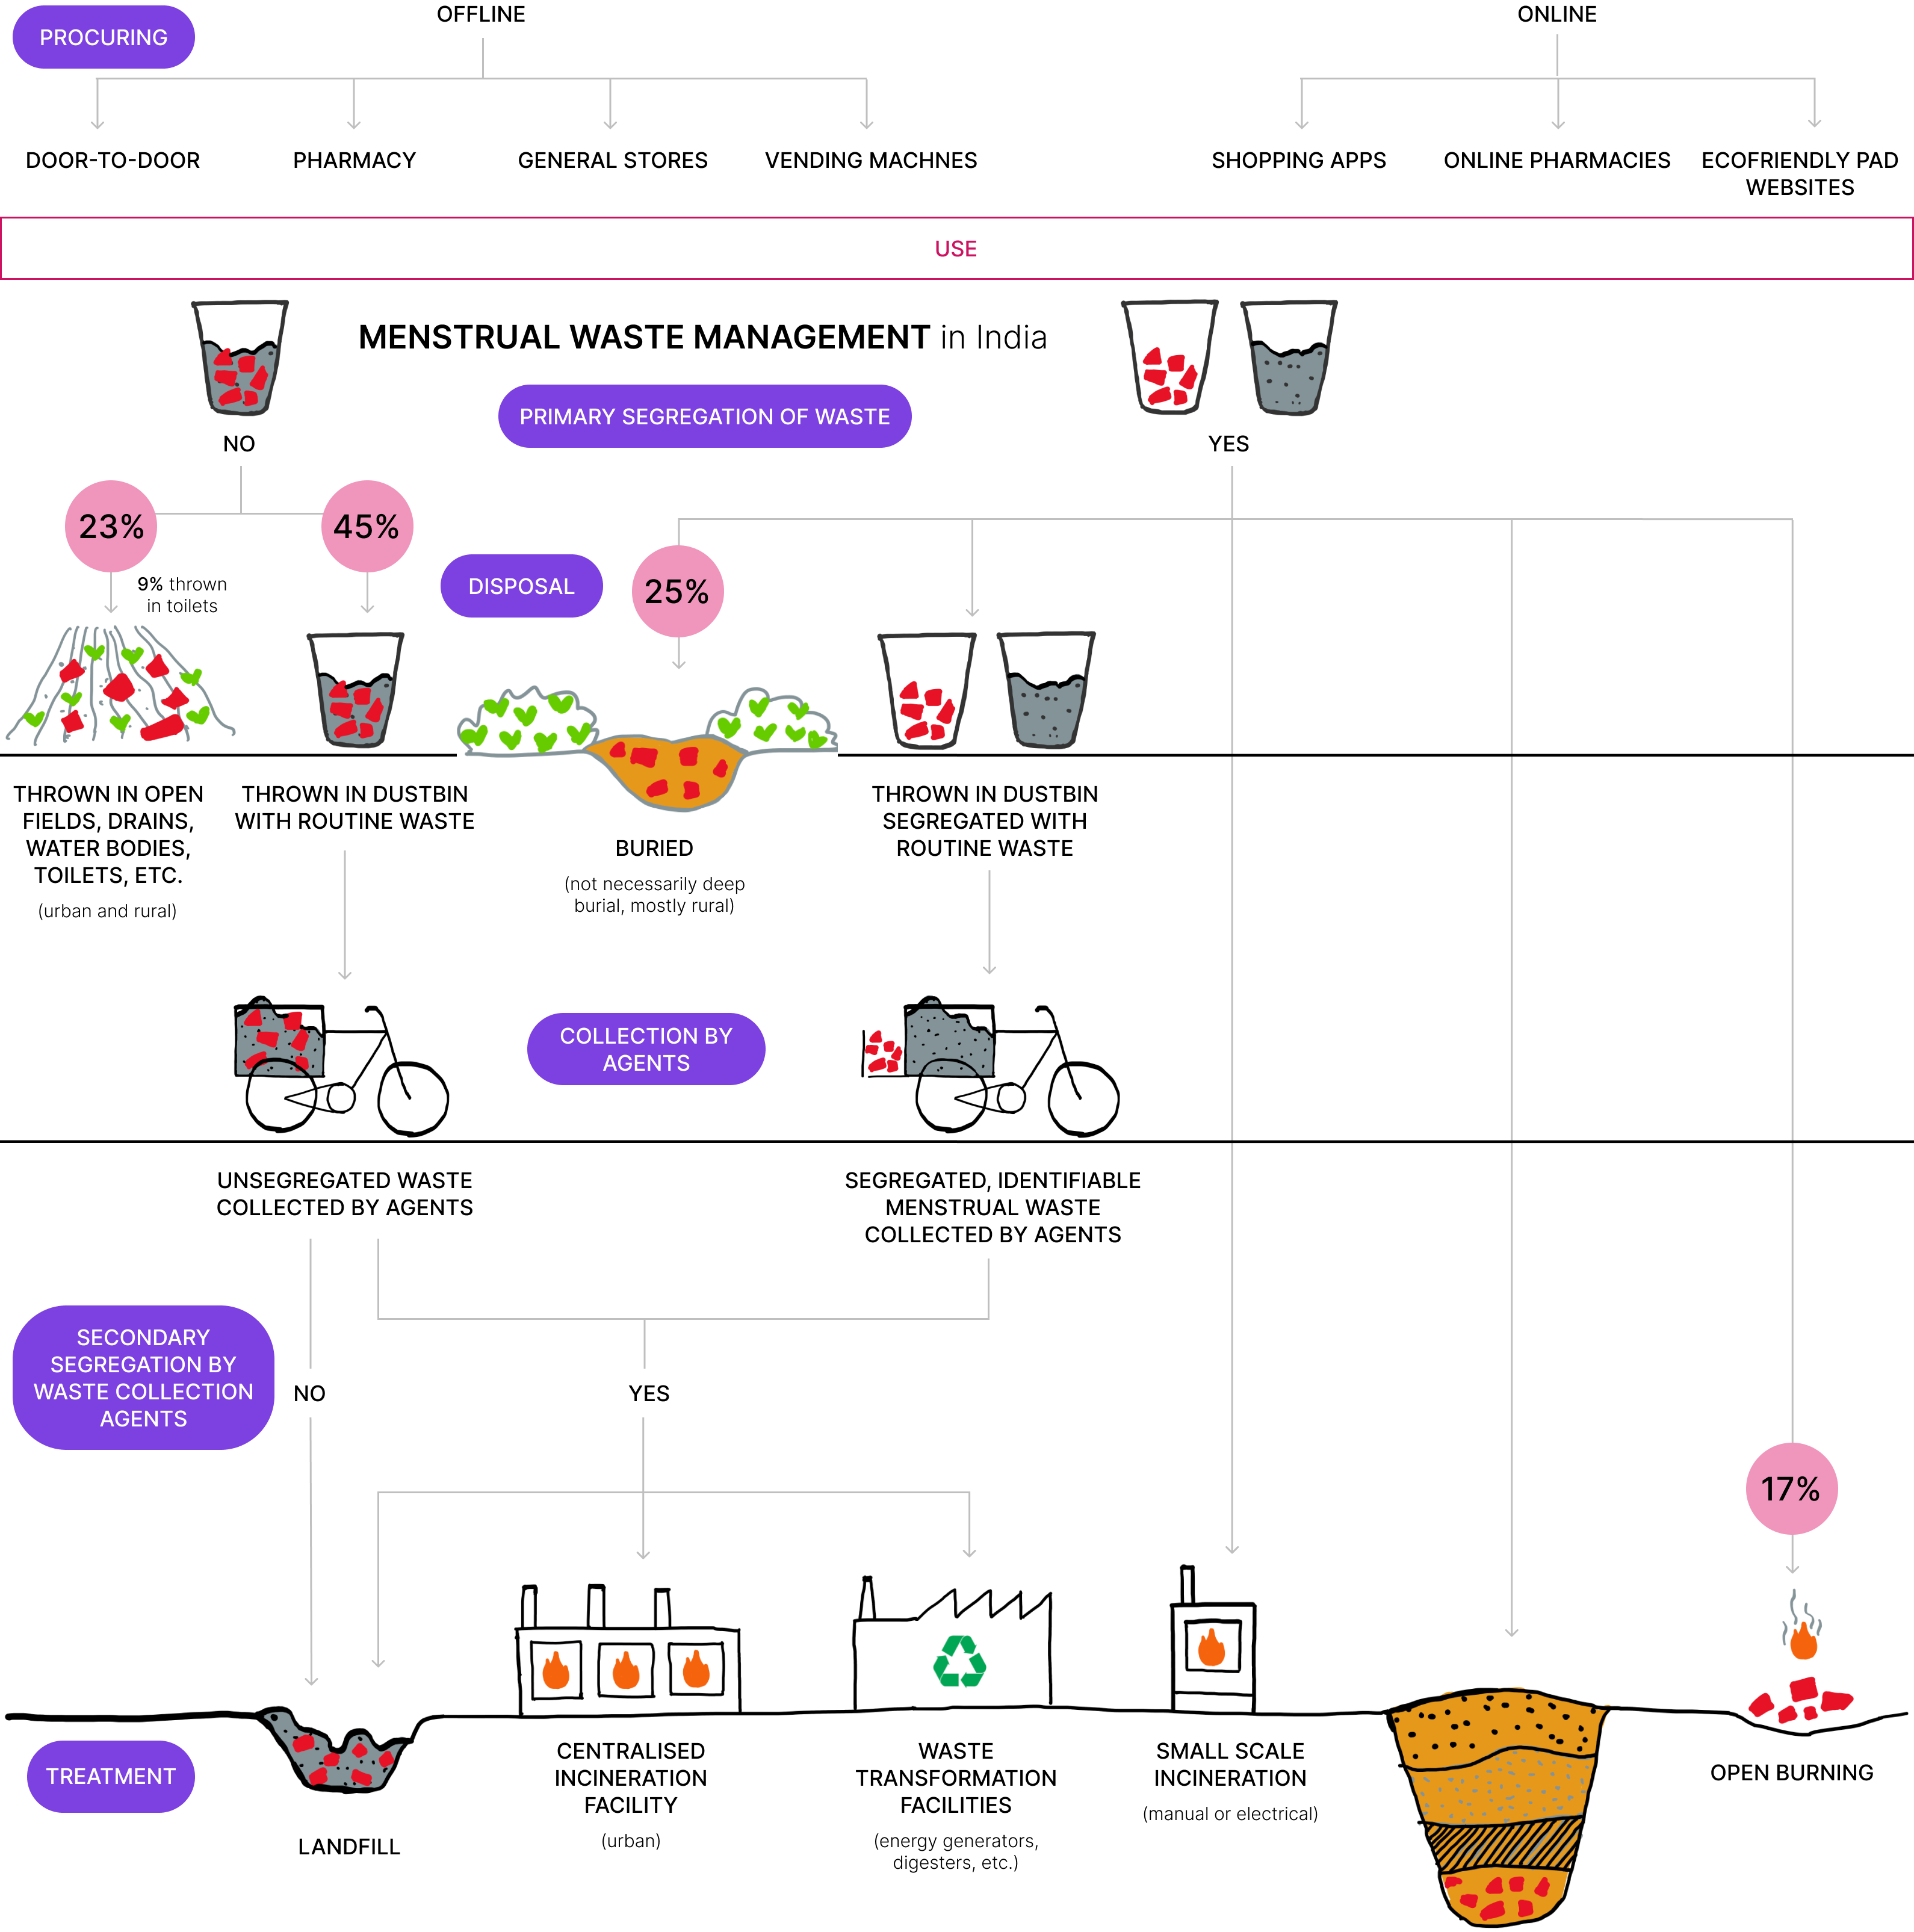 PROCURING
OFFLINE
ONLINE
DOOR-TO-DOOR
PHARMACY
GENERAL STORES
VENDING MACHNES
SHOPPING APPS
ONLINE PHARMACIES
ECOFRIENDLY PAD
WEBSITES
USE
MENSTRUAL WASTE MANAGEMENT in India
PRIMARY SEGREGATION OF WASTE
NO
YES
23%
45%
9% thrown
in toilets
DISPOSAL
25%
THROWN IN OPEN
FIELDS, DRAINS,
WATER BODIES,
TOILETS, ETC.
(urban and rural)
THROWN IN DUSTBIN
WITH ROUTINE WASTE
BURIED
(not necessarily deep
burial, mostly rural)
THROWN IN DUSTBIN
SEGREGATED WITH
ROUTINE WASTE
COLLECTION BY
AGENTS
UNSEGREGATED WASTE
COLLECTED BY AGENTS
SEGREGATED, IDENTIFIABLE
MENSTRUAL WASTE
COLLECTED BY AGENTS
SECONDARY
SEGREGATION BY
WASTE COLLECTION
AGENTS
NO
YES
17%
TREATMENT
LANDFILL
CENTRALISED
INCINERATION
FACILITY
(urban)
WASTE
TRANSFORMATION
FACILITIES
(energy generators,
digesters, etc.)
SMALL SCALE
INCINERATION
(manual or electrical)
OPEN BURNING